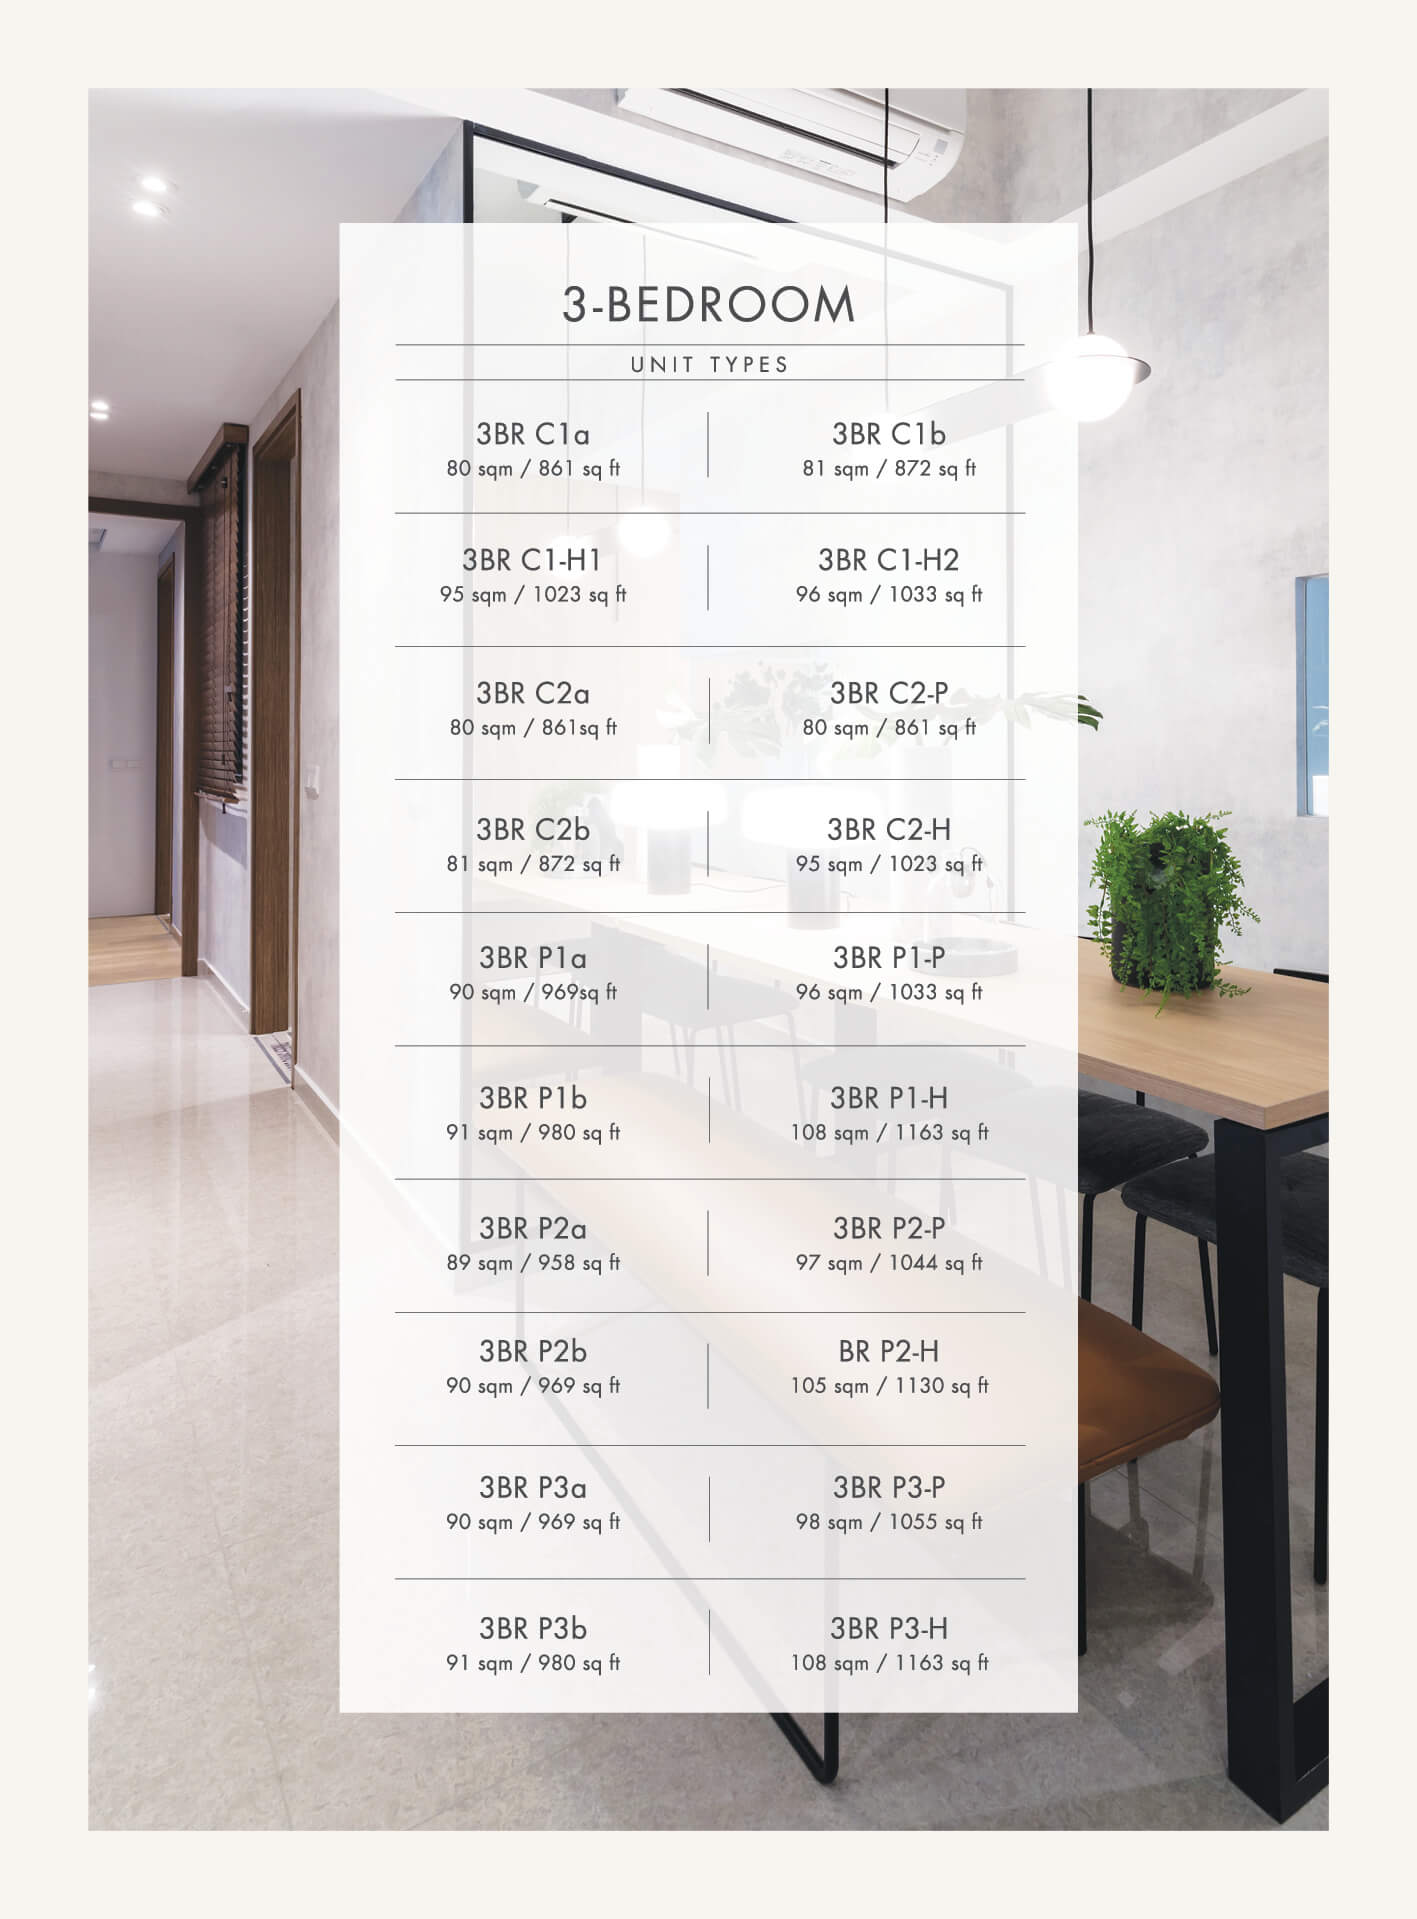 3-BEDROOM
UNIT TYPES
3BR C1a
80 sqm / 861 sq ft
3BR C1b
81 sqm / 872 sq ft
3BR C1-H1
95 sqm / 1023 sq ft
3BR C1-H2
96 sqm / 1033 sq ft
3BR C2a
80 sqm / 861sq ft
3BR C2-P
80 sqm / 861 sq ft
3BR C2b
81 sqm / 872 sq ft
3BR C2-H
95 sqm / 1023 sq ft
3BR P1a
90 sqm / 969sq ft
3BR P1-P
96 sqm / 1033 sq ft
3BR P1b
91 sqm / 980 sq ft
3BR P1-H
108 sqm / 1163 sq ft
3BR P2a
89 sqm / 958 sq ft
3BR P2-P
97 sqm / 1044 sq ft
3BR P2b
90 sqm / 969 sq ft
BR P2-H
105 sqm / 1130 sq ft
3BR P3a
90 sqm / 969 sq ft
3BR P3-P
98 sqm / 1055 sq ft
3BR P3b
91 sqm / 980 sq ft
3BR P3-H
108 sqm / 1163 sq ft